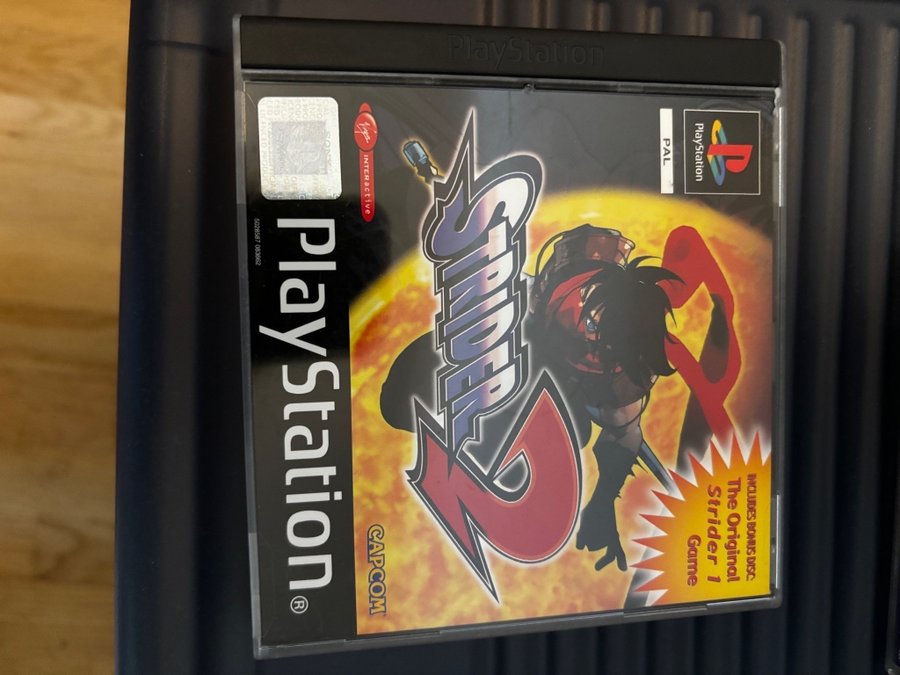 PlayStation
PlayStation
PAL
INCLUDES BONUS DISC:
The Original
Strider 1
Game
STRIDER 2
Virgin
INTERactive
CAPCOM
PlayStation®